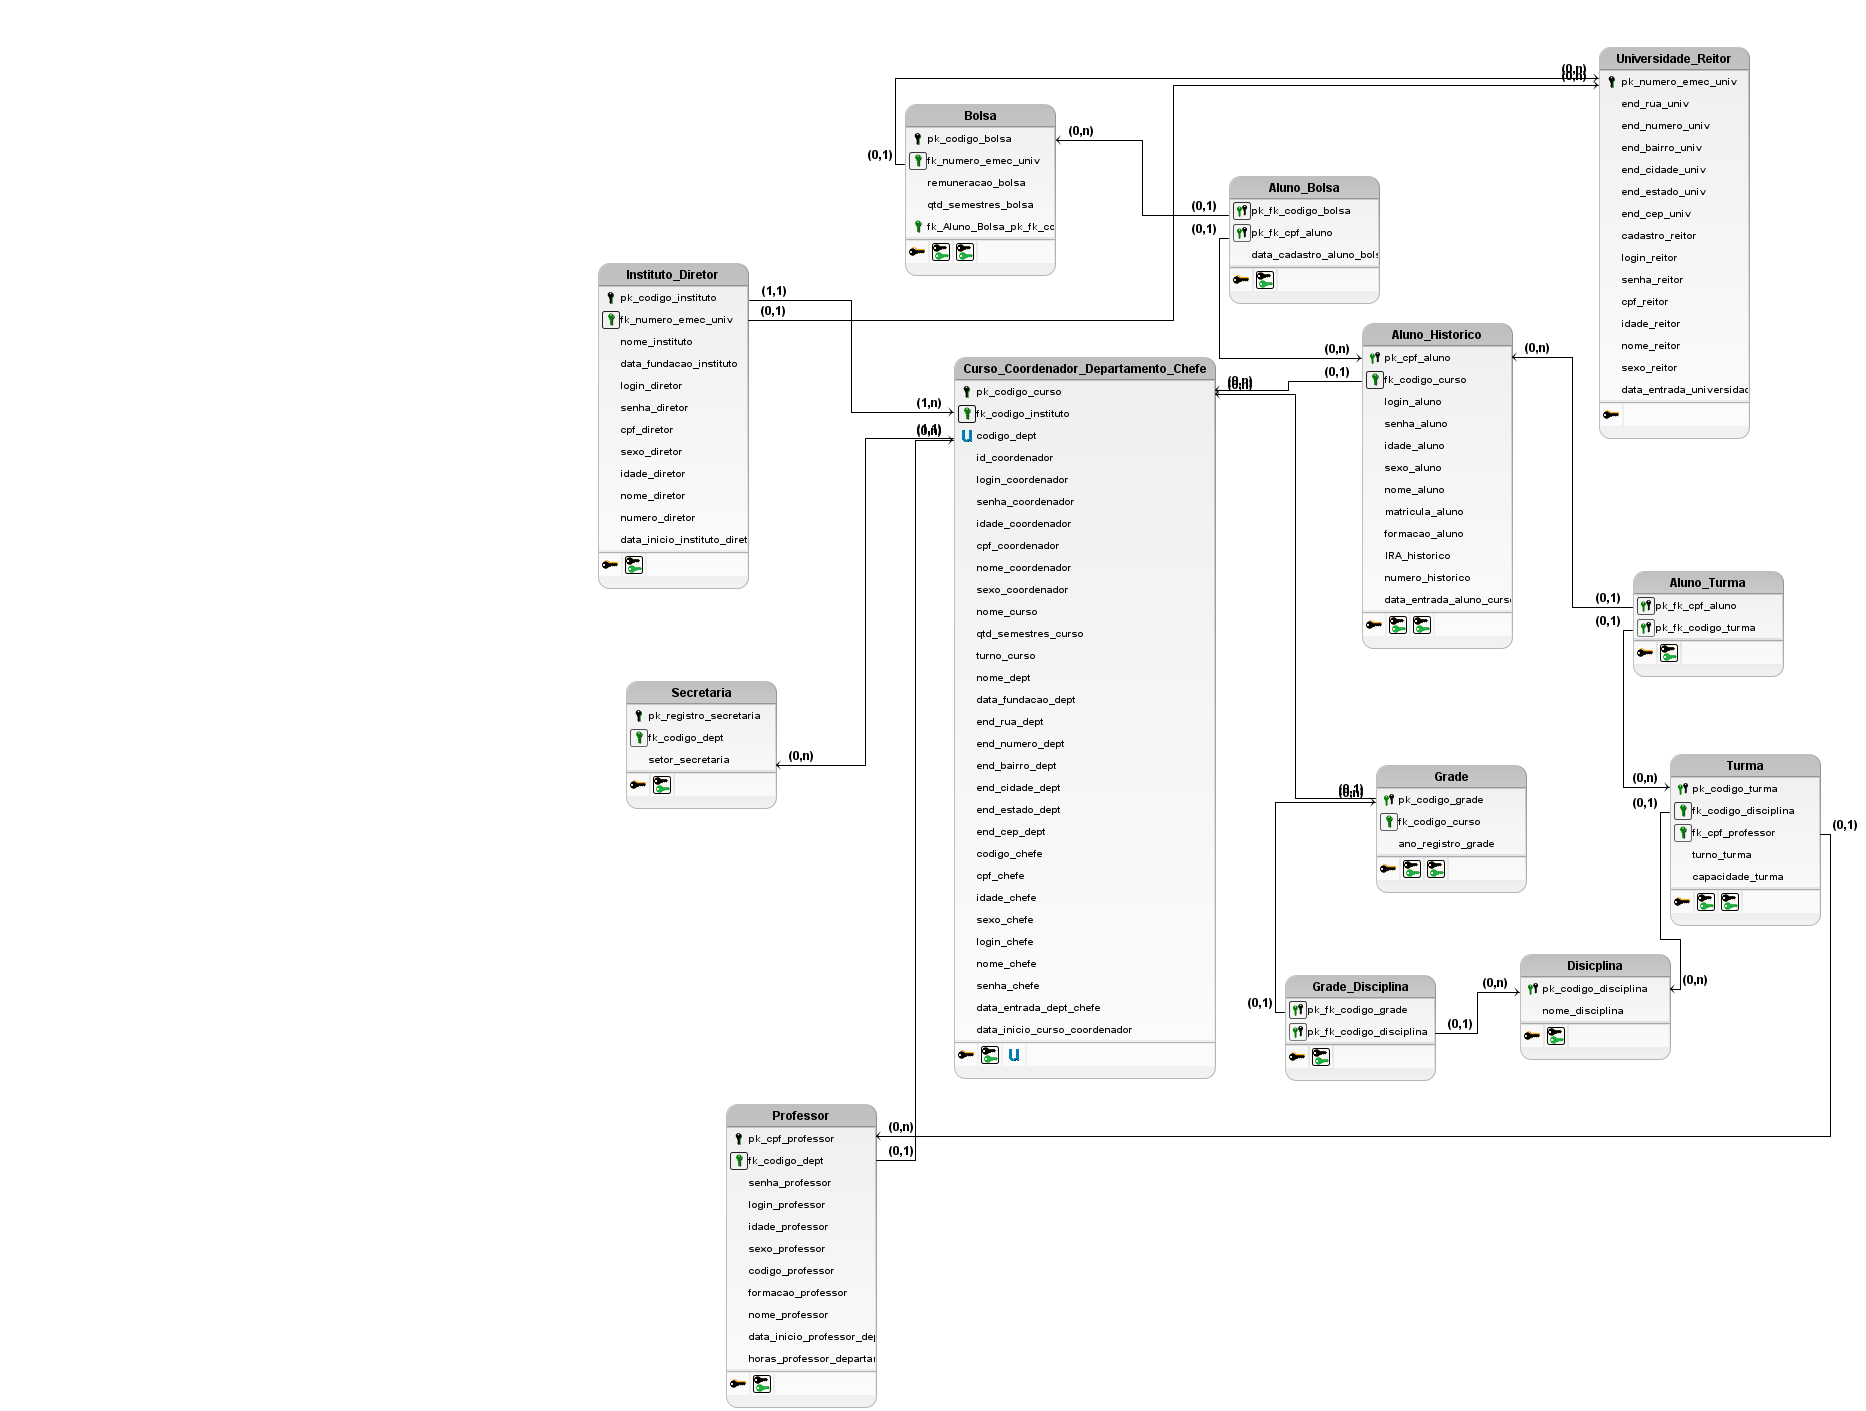 Universidade_Reitor
pk_numero_emec_univ
end_rua_univ
end_numero_univ
end_bairro_univ
end_cidade_univ
end_estado_univ
end_cep_univ
cadastro_reitor
login_reitor
senha_reitor
cpf_reitor
idade_reitor
nome_reitor
sexo_reitor
data_entrada_universidad
(0,n)
(0,n)
Bolsa
pk_codigo_bolsa
fk_numero_emec_univ
remuneracao_bolsa
qtd_semestres_bolsa
fk_Aluno_Bolsa_pk_fk_cc
(0,1)
(0,n)
Aluno_Bolsa
pk_fk_codigo_bolsa
pk_fk_cpf_aluno
data_cadastro_aluno_bols
(0,1)
(0,1)
Instituto_Diretor
pk_codigo_instituto
fk_numero_emec_univ
nome_instituto
data_fundacao_instituto
login_diretor
senha_diretor
cpf_diretor
sexo_diretor
idade_diretor
nome_diretor
numero_diretor
data_inicio_instituto_diret
(1,1)
(0,1)
Aluno_Historico
pk_cpf_aluno
fk_codigo_curso
login_aluno
senha_aluno
idade_aluno
sexo_aluno
nome_aluno
matricula_aluno
formacao_aluno
IRA_historico
numero_historico
data_entrada_aluno_curs
(0,n)
(0,1)
(0,n)
Curso_Coordenador_Departamento_Chefe
pk_codigo_curso
fk_codigo_instituto
u codigo_dept
id_coordenador
login_coordenador
senha_coordenador
idade_coordenador
cpf_coordenador
nome_coordenador
sexo_coordenador
nome_curso
qtd_semestres_curso
turno_curso
nome_dept
data_fundacao_dept
end_rua_dept
end_numero_dept
end_bairro_dept
end_cidade_dept
end_estado_dept
end_cep_dept
codigo_chefe
cpf_chefe
idade_chefe
sexo_chefe
login_chefe
nome_chefe
senha_chefe
data_entrada_dept_chefe
data_inicio_curso_coordenador
u
(1,n)
(0,n)
(0,n)
Aluno_Turma
pk_fk_cpf_aluno
pk_fk_codigo_turma
(0,1)
(0,1)
Secretaria
pk_registro_secretaria
fk_codigo_dept
setor_secretaria
(0,n)
Grade
pk_codigo_grade
fk_codigo_curso
ano_registro_grade
Turma
pk_codigo_turma
fk_codigo_disciplina
fk_cpf_professor
turno_turma
capacidade_turma
(0,n)
(0,1)
(0,1)
Disicplina
pk_codigo_disciplina
nome_disciplina
(0,n)
(0,n)
Grade_Disciplina
pk_fk_codigo_grade
pk_fk_codigo_disciplina
(0,1)
(0,1)
Professor
pk_cpf_professor
fk_codigo_dept
senha_professor
login_professor
idade_professor
sexo_professor
codigo_professor
formacao_professor
nome_professor
data_inicio_professor_dep
horas_professor_departar
(0,n)
(0,1)